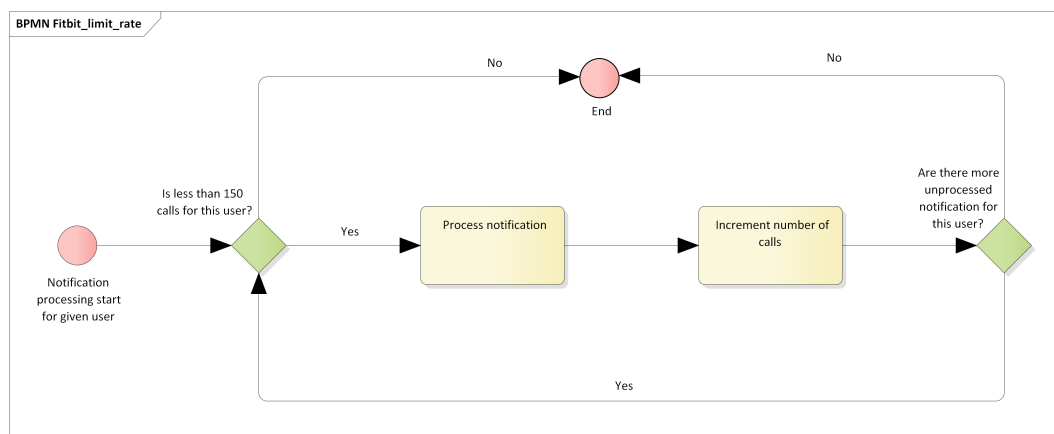 BPMN Fitbit_limit_rate
No
No
End
Is less than 150
calls for this user?
Are there more
unprocessed
notification for
this user?
Yes
Process notification
Increment number of
calls
Notification
processing start
for given user
Yes